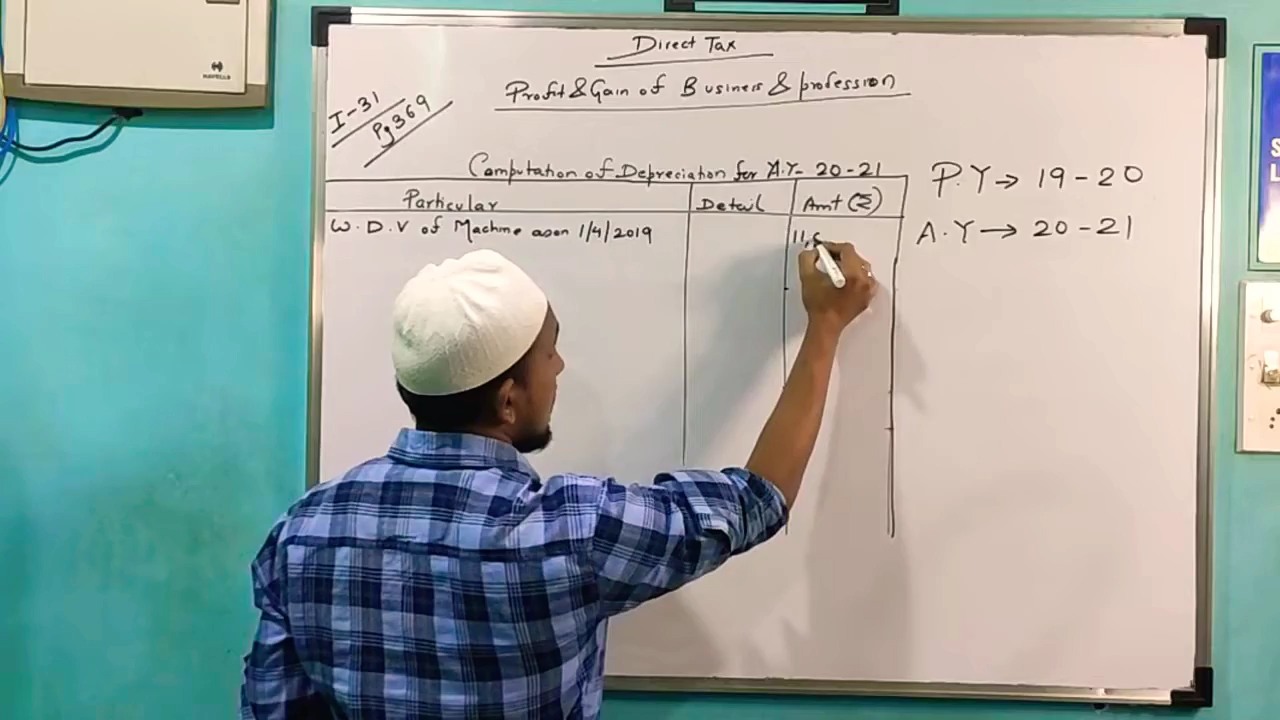 HAVELLS
Direct Tax
Profit & Gain of Business & profession
I-31
Pg 369
Computation of Depreciation for A.Y- 20-21
Particular Detail Amt (₹)
W.D.V of Machine as on 1/4/2019
P.Y → 19-20
A.Y → 20-21